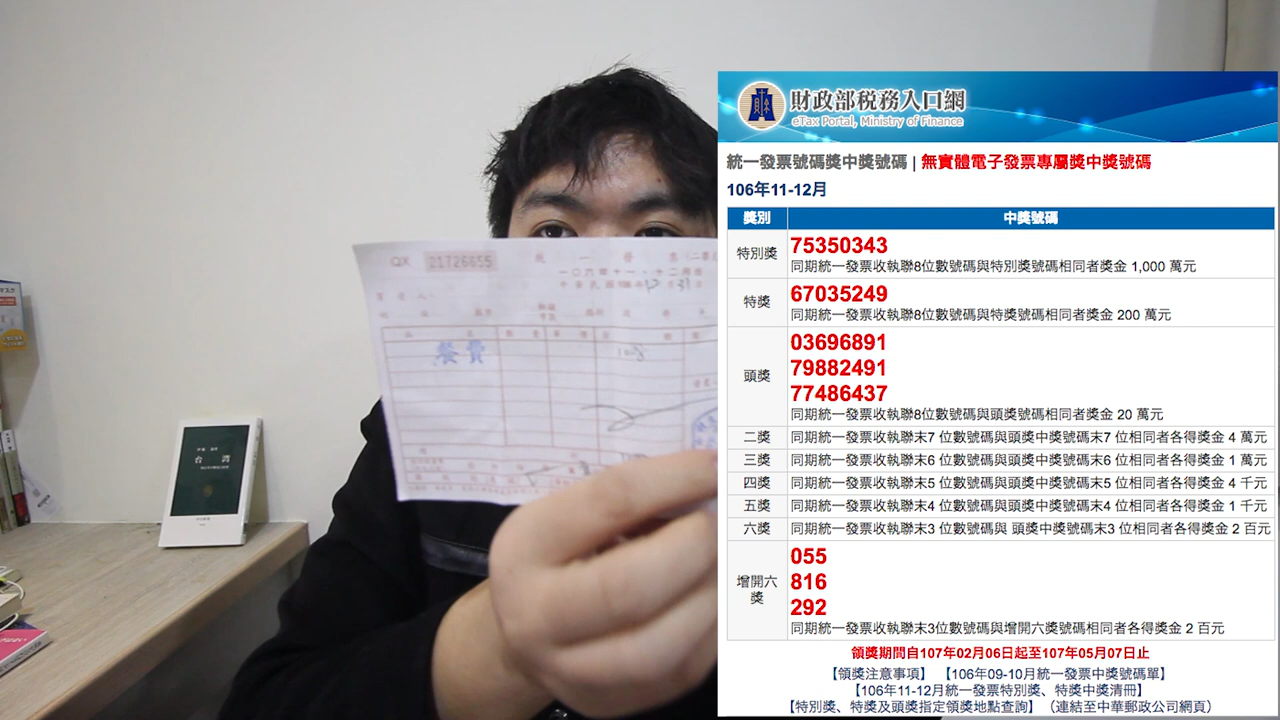 QX 21726655
一〇六年十一、十二月份
餐費
台湾
財政部稅務入口網
eTax Portal, Ministry of Finance
統一發票號碼獎中獎號碼 | 無實體電子發票專屬獎中獎號碼
106年11-12月
獎別 中獎號碼
特別獎 75350343
同期統一發票收執聯8位數號碼與特別獎號碼相同者獎金 1,000 萬元
特獎 67035249
同期統一發票收執聯8位數號碼與特獎號碼相同者獎金 200 萬元
頭獎 03696891
79882491
77486437
同期統一發票收執聯8位數號碼與頭獎號碼相同者獎金 20 萬元
二獎 同期統一發票收執聯末7 位數號碼與頭獎中獎號碼末7 位相同者各得獎金 4 萬元
三獎 同期統一發票收執聯末6 位數號碼與頭獎中獎號碼末6 位相同者各得獎金 1 萬元
四獎 同期統一發票收執聯末5 位數號碼與頭獎中獎號碼末5 位相同者各得獎金 4 千元
五獎 同期統一發票收執聯末4 位數號碼與頭獎中獎號碼末4 位相同者各得獎金 1 千元
六獎 同期統一發票收執聯末3 位數號碼與 頭獎中獎號碼末3 位相同者各得獎金 2 百元
增開六獎 055
816
292
同期統一發票收執聯末3位數號碼與增開六獎號碼相同者各得獎金 2 百元
領獎期間自107年02月06日起至107年05月07日止
【領獎注意事項】 【106年09-10月統一發票中獎號碼單】
【106年11-12月統一發票特別獎、特獎中獎清冊】
【特別獎、特獎及頭獎指定領獎地點查詢】（連結至中華郵政公司網頁）